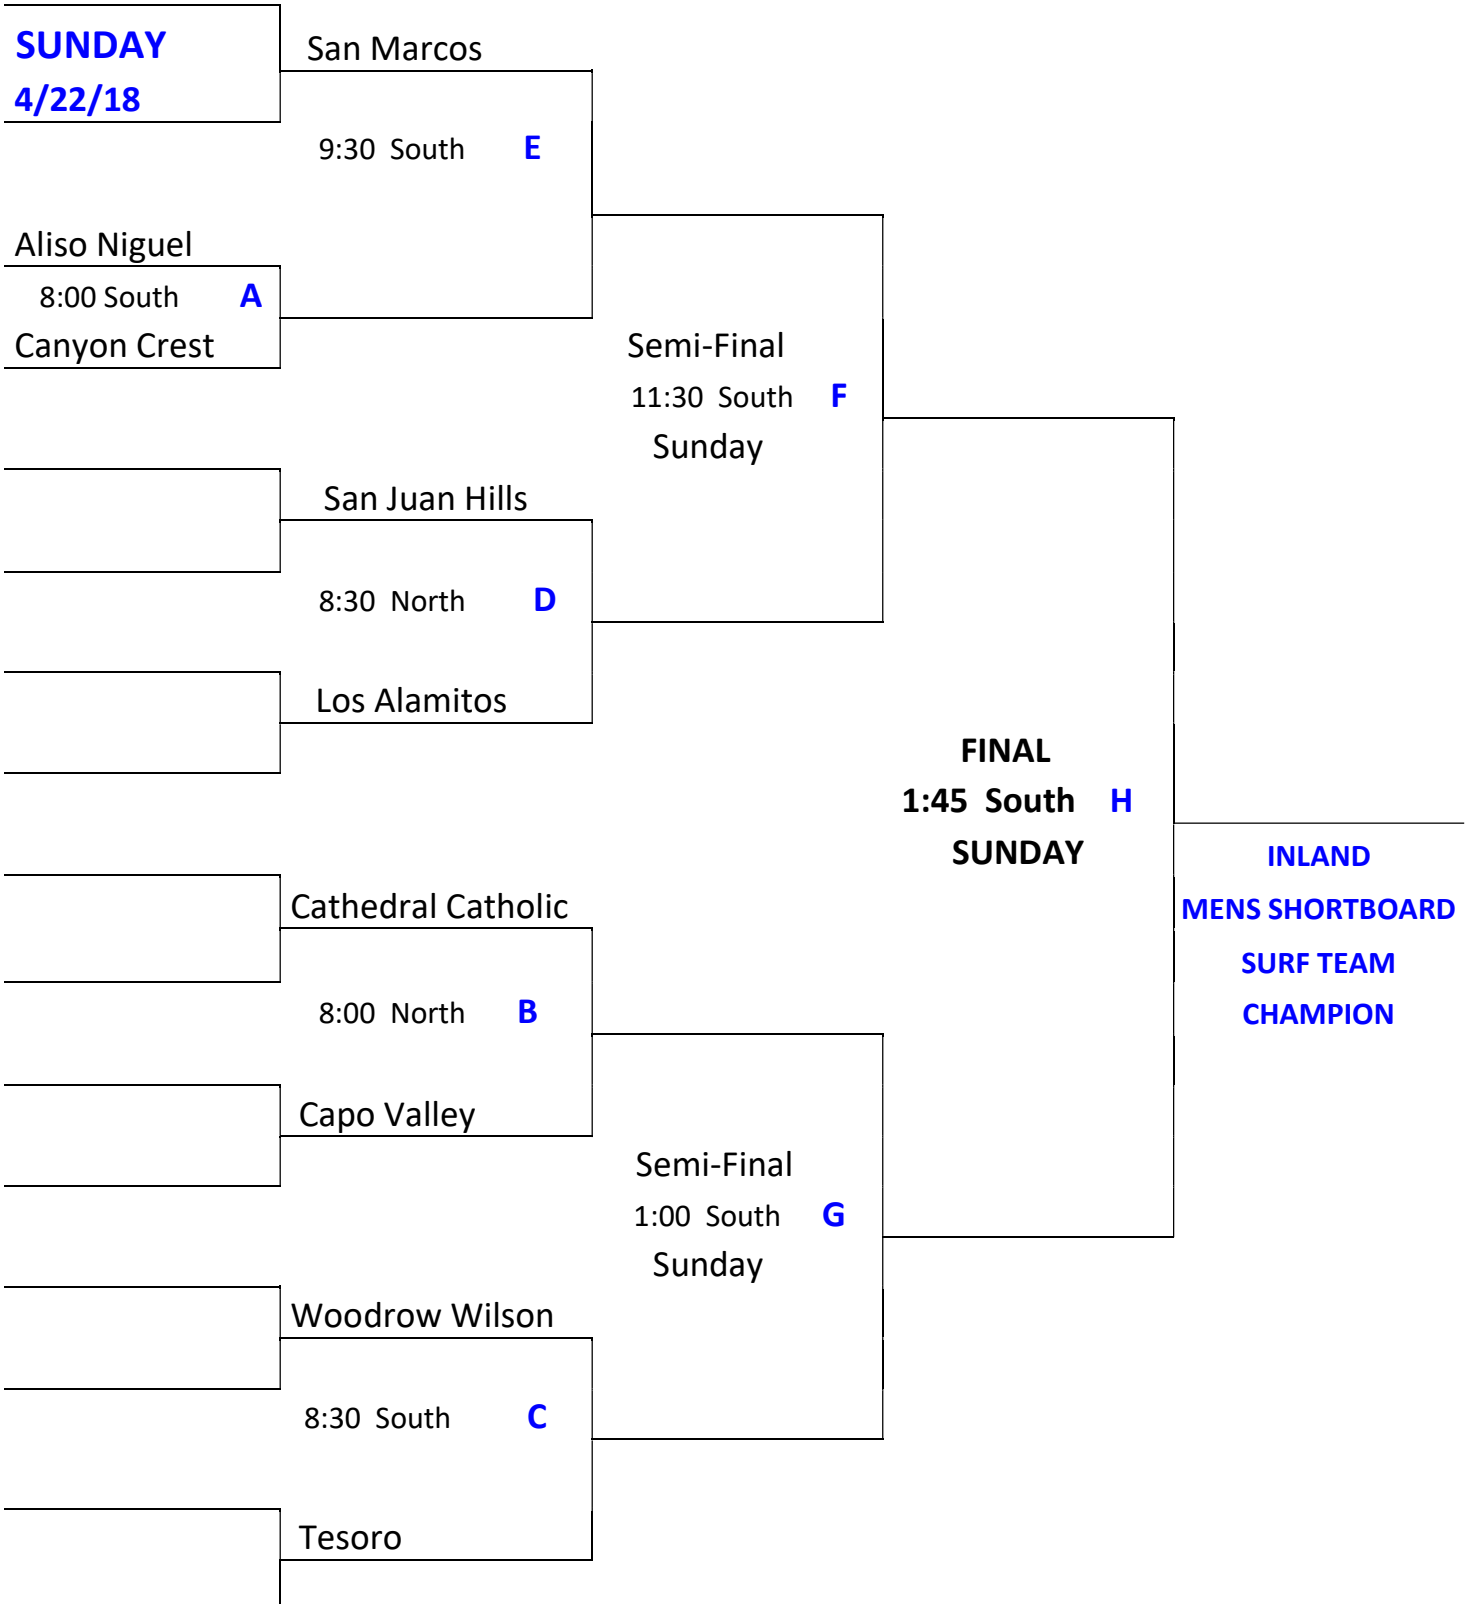 SUNDAY
4/22/18
San Marcos
9:30 South E
Aliso Niguel
8:00 South A
Canyon Crest
Semi-Final
11:30 South F
Sunday
San Juan Hills
8:30 North D
Los Alamitos
FINAL
1:45 South H
SUNDAY
INLAND
MENS SHORTBOARD
SURF TEAM
CHAMPION
Cathedral Catholic
8:00 North B
Capo Valley
Semi-Final
1:00 South G
Sunday
Woodrow Wilson
8:30 South C
Tesoro